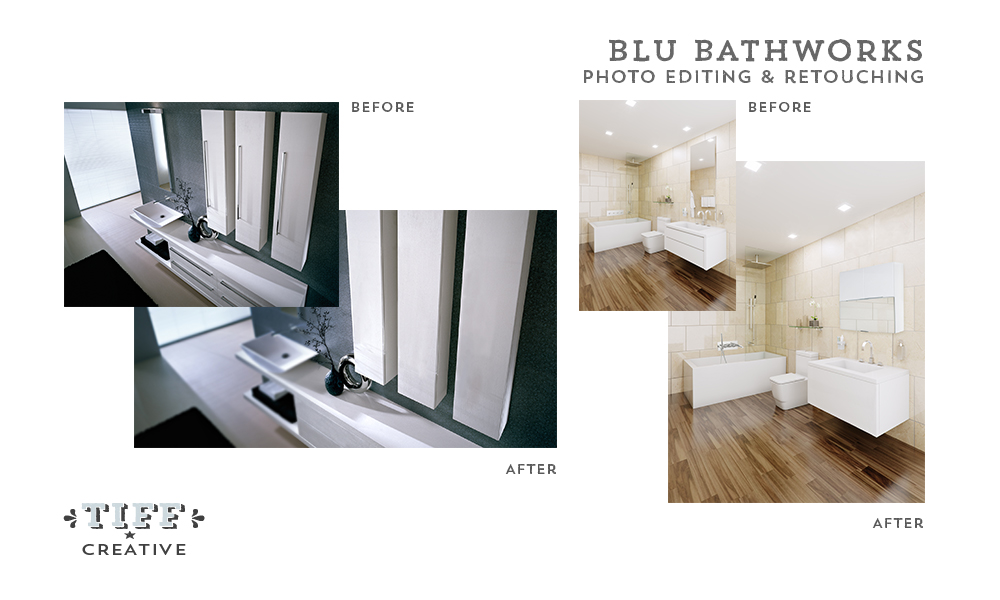 BLU BATHWORKS
PHOTO EDITING & RETOUCHING
BEFORE
BEFORE
AFTER
AFTER
TIFF
CREATIVE